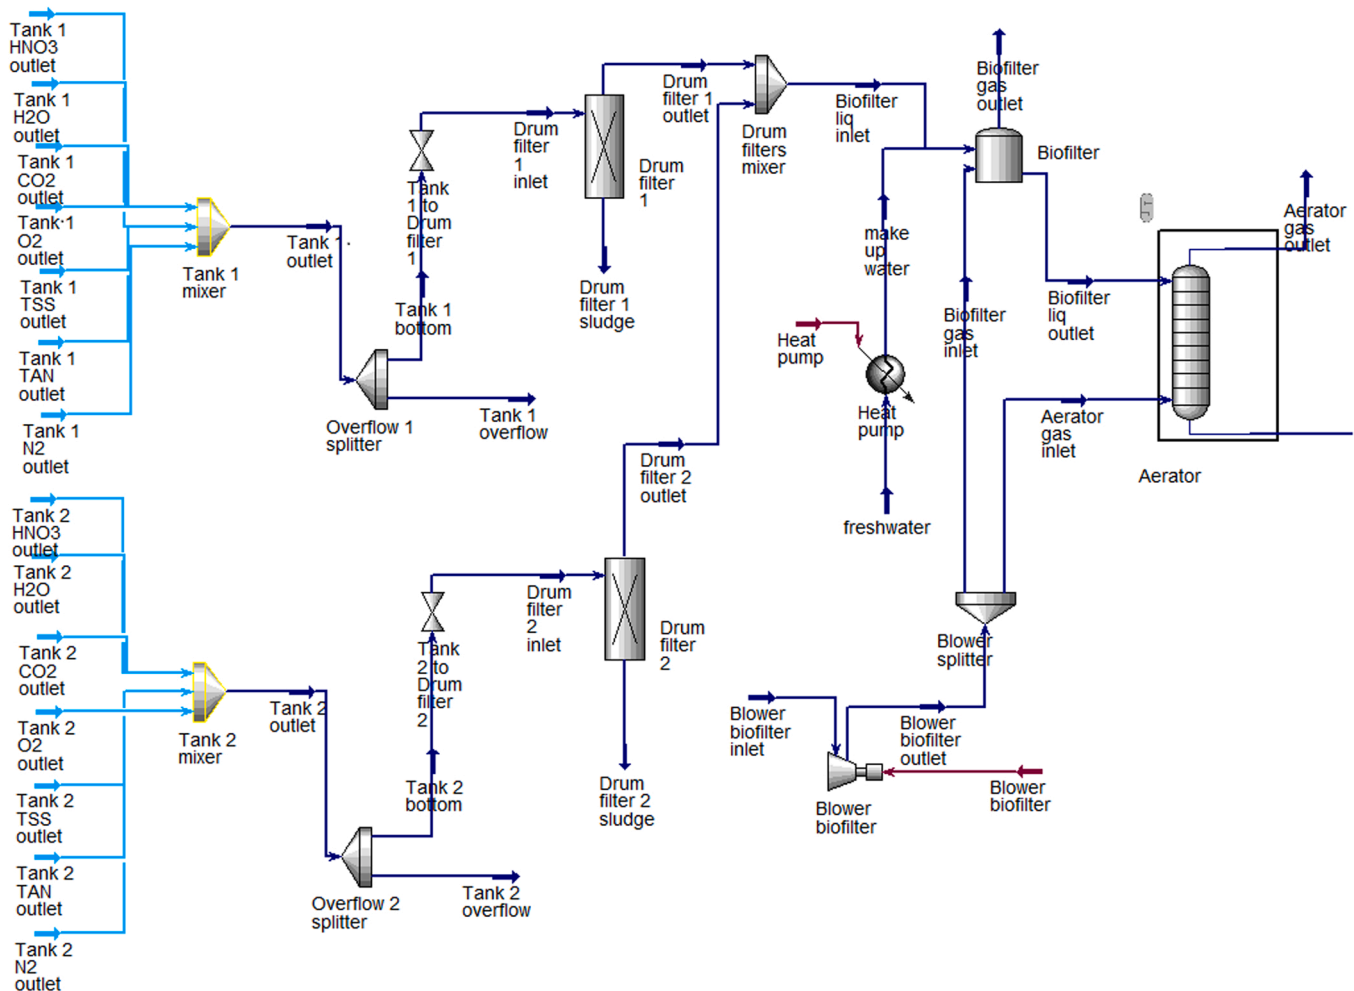 Tank 1
HNO3
outlet
Tank 1
H2O
outlet
Tank 1
CO2
outlet
Tank 1
O2
outlet
Tank 1
TSS
outlet
Tank 1
TAN
outlet
Tank 1
N2
outlet
Tank 1
mixer
Tank 1
outlet
Overflow 1
splitter
Tank 1
bottom
Tank 1
overflow
Tank
1 to
Drum
filter
1
Drum
filter
1
inlet
Drum
filter
1
Drum
filter 1
sludge
Drum
filter 1
outlet
Drum
filters
mixer
Biofilter
liq
inlet
Biofilter
gas
outlet
Biofilter
make
up
water
Heat
pump
Heat
pump
freshwater
Biofilter
gas
inlet
Biofilter
liq
outlet
Aerator
gas
outlet
Aerator
gas
inlet
Aerator
Tank 2
HNO3
outlet
Tank 2
H2O
outlet
Tank 2
CO2
outlet
Tank 2
O2
outlet
Tank 2
TSS
outlet
Tank 2
TAN
outlet
Tank 2
N2
outlet
Tank 2
mixer
Tank 2
outlet
Overflow 2
splitter
Tank 2
bottom
Tank 2
overflow
Tank
2 to
Drum
filter
2
Drum
filter
2
inlet
Drum
filter
2
Drum
filter 2
sludge
Drum
filter 2
outlet
Blower
splitter
Blower
biofilter
inlet
Blower
biofilter
outlet
Blower
biofilter
Blower
biofilter